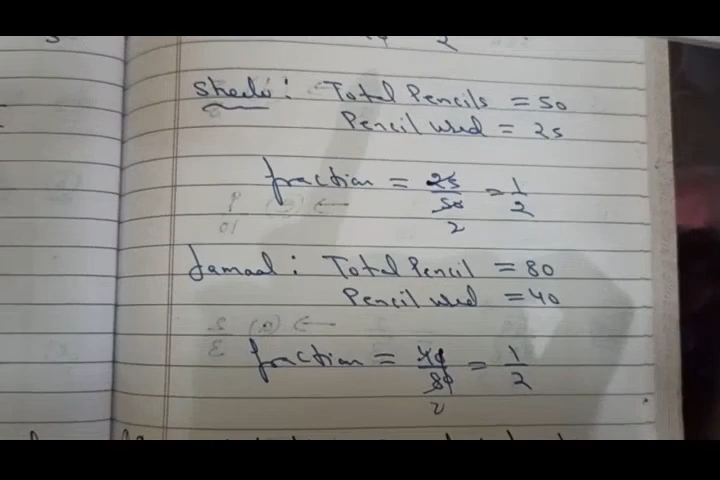 Sheelu : Total Pencils = 50
Pencil used = 25
fraction = 25/50 = 1/2
2
Jamaal : Total Pencil = 80
Pencil used = 40
fraction = 40/80 = 1/2
2